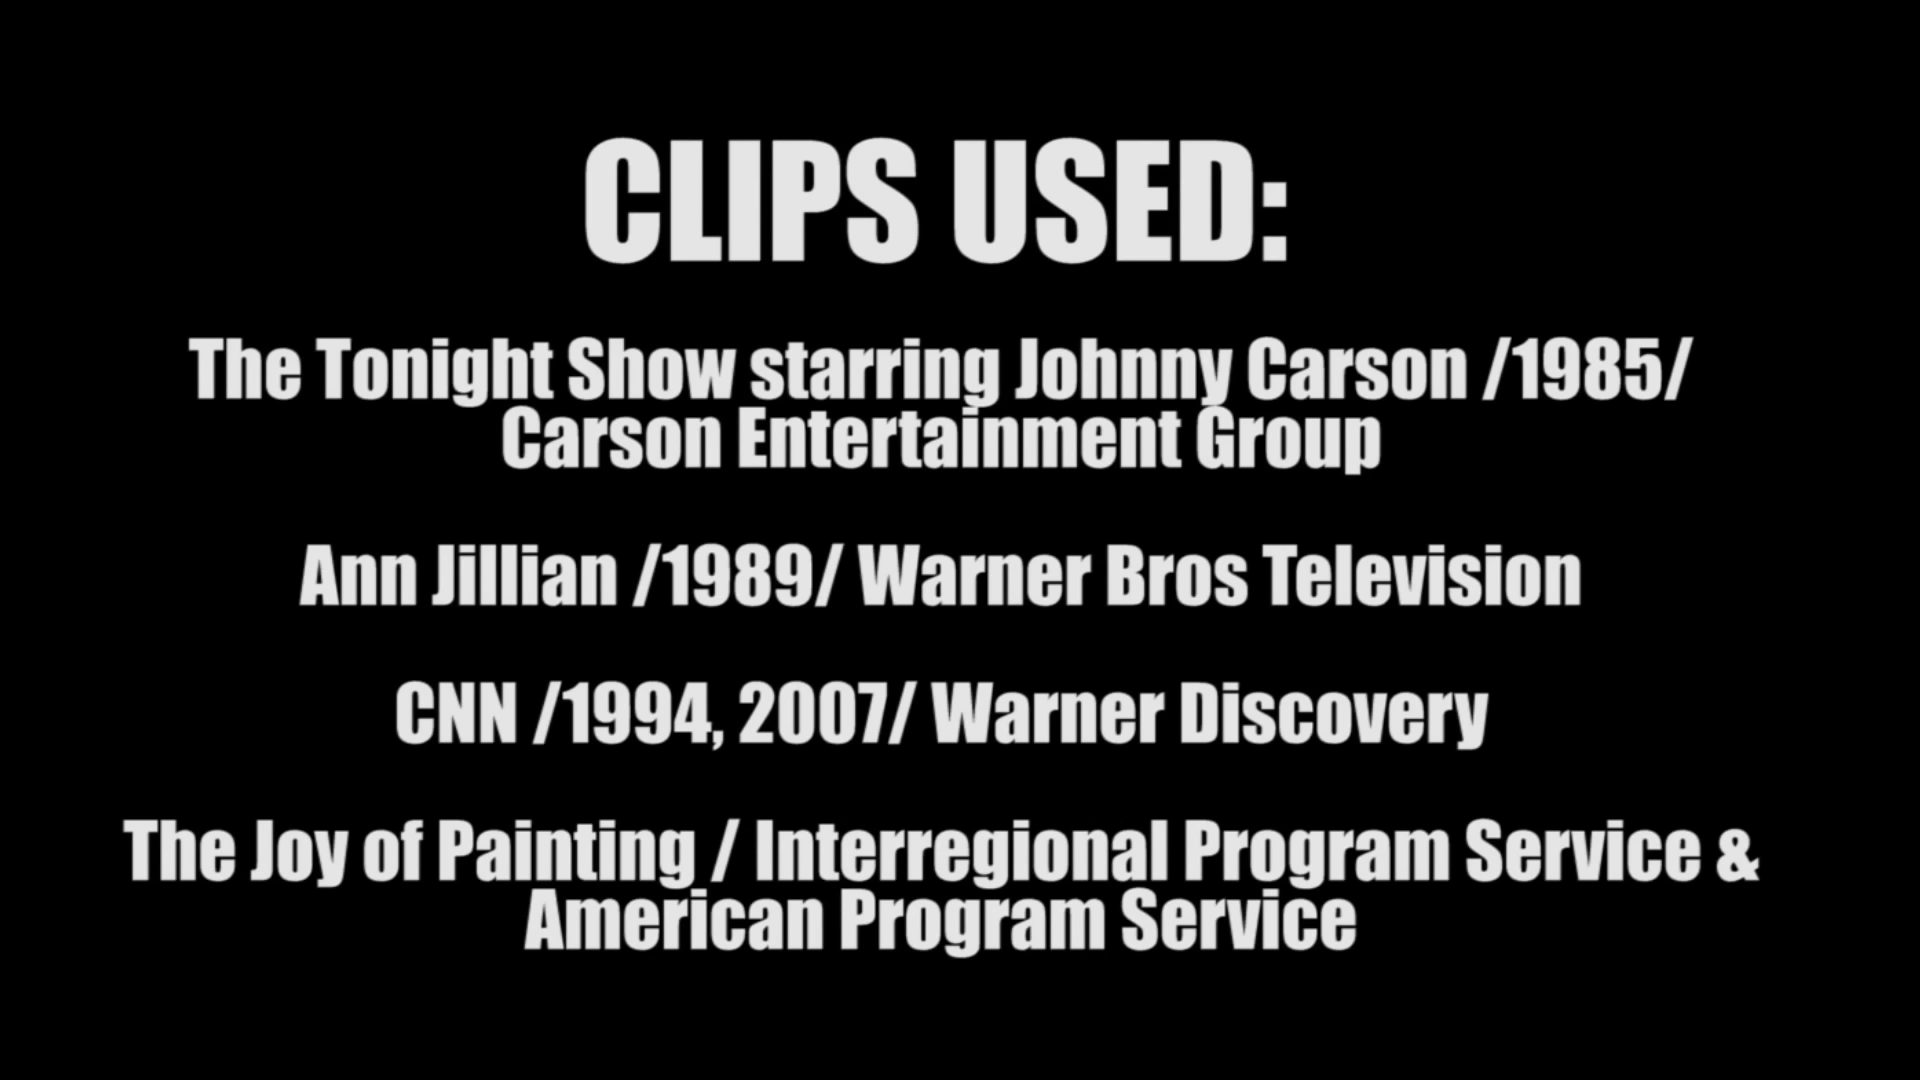 CLIPS USED:
The Tonight Show starring Johnny Carson /1985/
Carson Entertainment Group
Ann Jillian /1989/ Warner Bros Television
CNN /1994, 2007/ Warner Discovery
The Joy of Painting / Interregional Program Service &
American Program Service